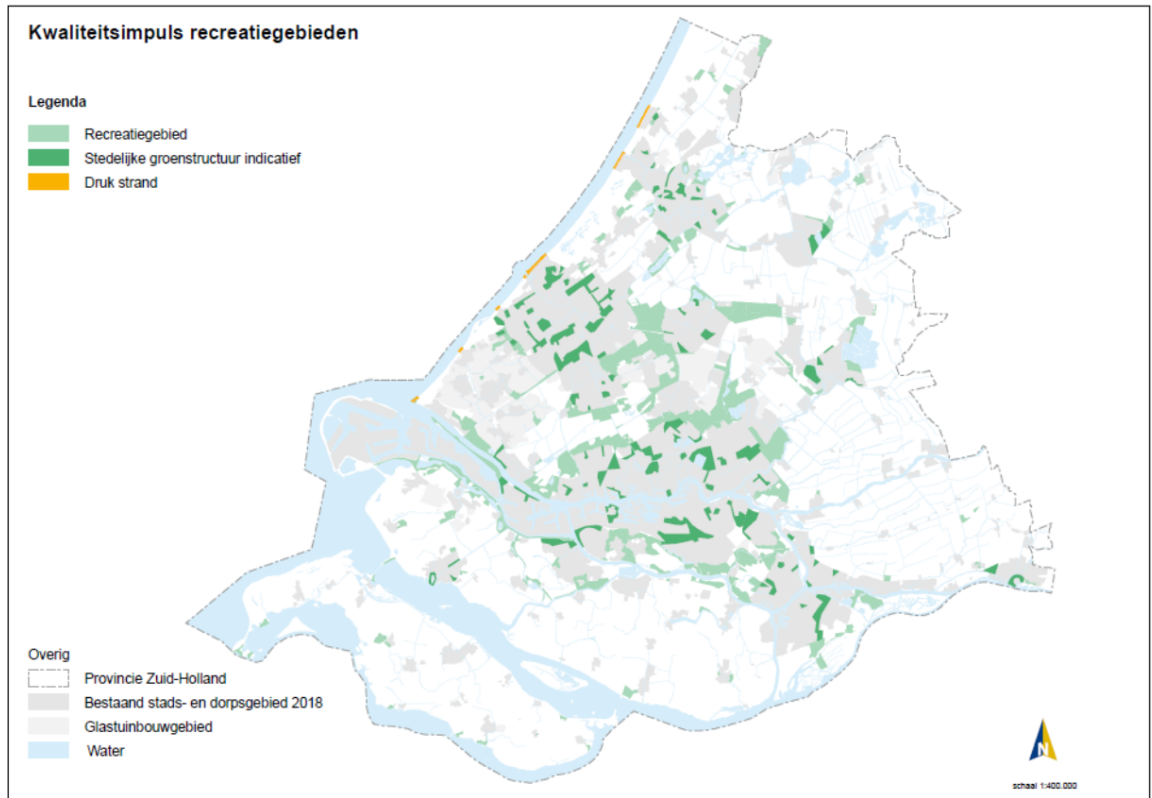 Kwaliteitsimpuls recreatiegebieden
Legenda
Recreatiegebied
Stedelijke groenstructuur indicatief
Druk strand
Overig
Provincie Zuid-Holland
Bestaand stads- en dorpsgebied 2018
Glastuinbouwgebied
Water
N
schaal 1:400.000